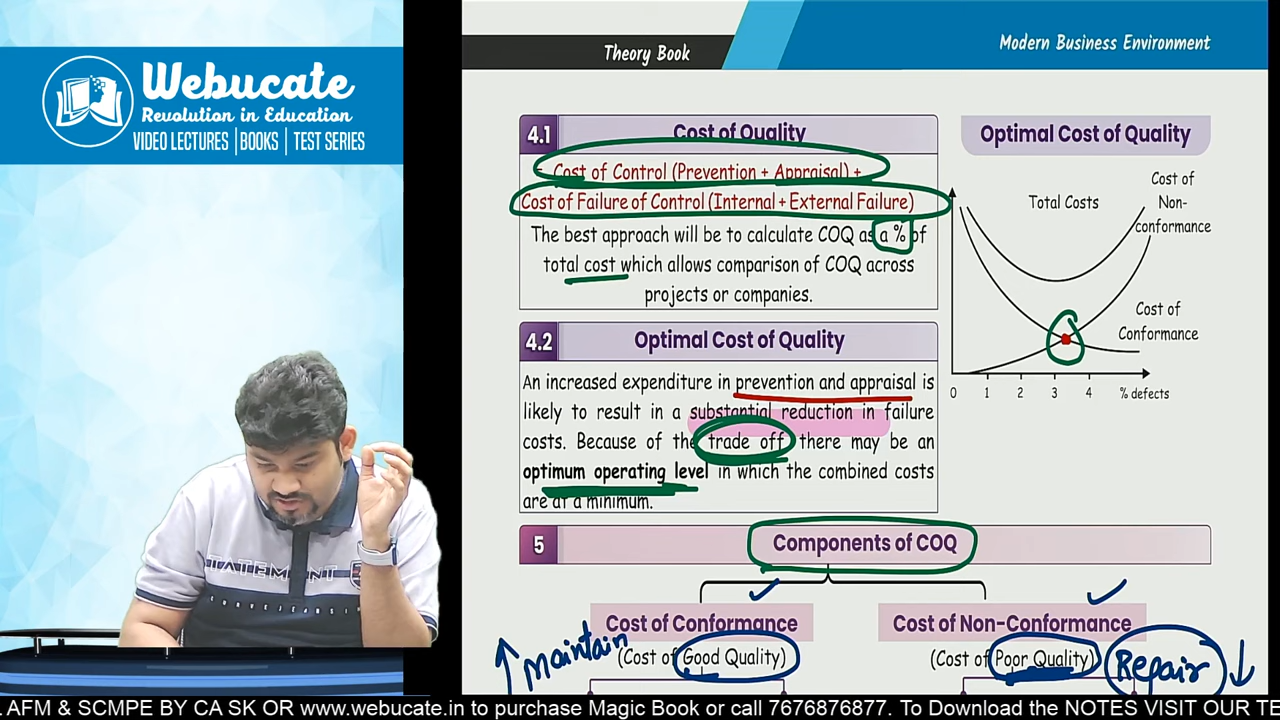 Webucate
Revolution in Education
VIDEO LECTURES | BOOKS | TEST SERIES
Theory Book
Modern Business Environment
4.1 Cost of Quality
= Cost of Control (Prevention + Appraisal) +
Cost of Failure of Control (Internal + External Failure)
The best approach will be to calculate COQ as a % of
total cost which allows comparison of COQ across
projects or companies.
Optimal Cost of Quality
Total Costs
Cost of
Non-
conformance
Cost of
Conformance
0 1 2 3 4 % defects
4.2 Optimal Cost of Quality
An increased expenditure in prevention and appraisal is
likely to result in a substantial reduction in failure
costs. Because of the trade off there may be an
optimum operating level in which the combined costs
are at a minimum.
5 Components of COQ
Cost of Conformance
maintain (Cost of Good Quality)
Cost of Non-Conformance
(Cost of Poor Quality) Repair
TATEMENT
AFM & SCMPE BY CA SK OR www.webucate.in to purchase Magic Book or call 7676876877. To Download the NOTES VISIT OUR TE